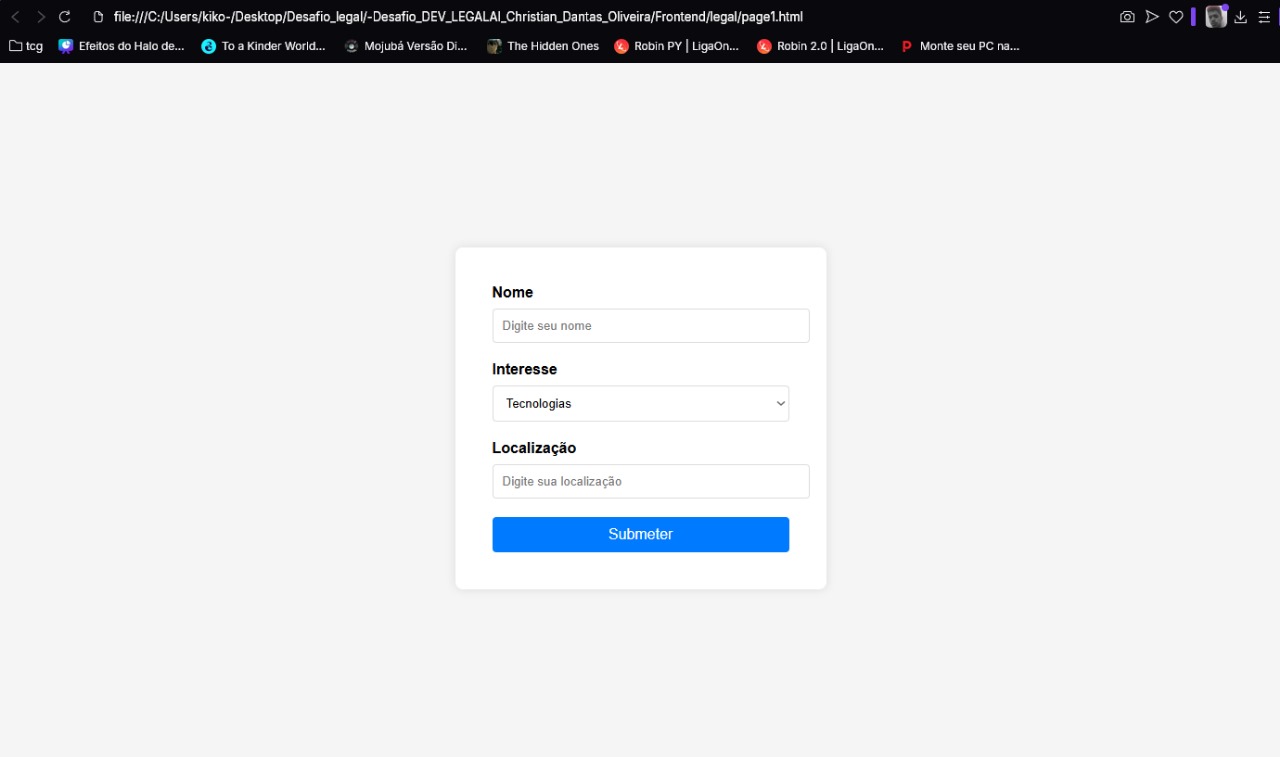 file:///C:/Users/kiko-/Desktop/Desafio_legal/-Desafio_DEV_LEGALAI_Christian_Dantas_Oliveira/Frontend/legal/page1.html
tcg Efeitos do Halo de... To a Kinder World... Mojubá Versão Di... The Hidden Ones Robin PY | LigaOn... Robin 2.0 | LigaOn... Monte seu PC na...
Nome
Digite seu nome
Interesse
Tecnologias
Localização
Digite sua localização
Submeter